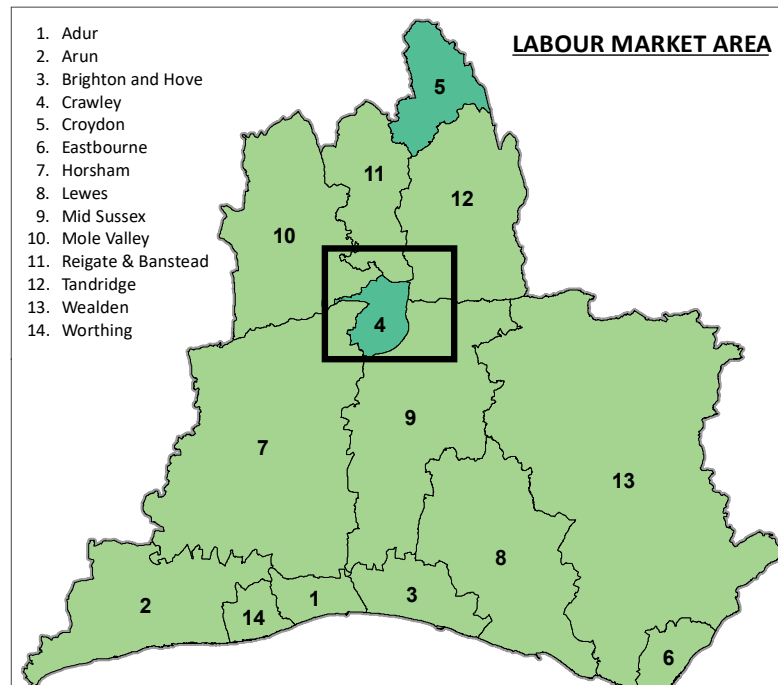 LABOUR MARKET AREA
1. Adur
2. Arun
3. Brighton and Hove
4. Crawley
5. Croydon
6. Eastbourne
7. Horsham
8. Lewes
9. Mid Sussex
10. Mole Valley
11. Reigate & Banstead
12. Tandridge
13. Wealden
14. Worthing
5
11
12
10
4
9
7
13
8
2
14
1
3
6